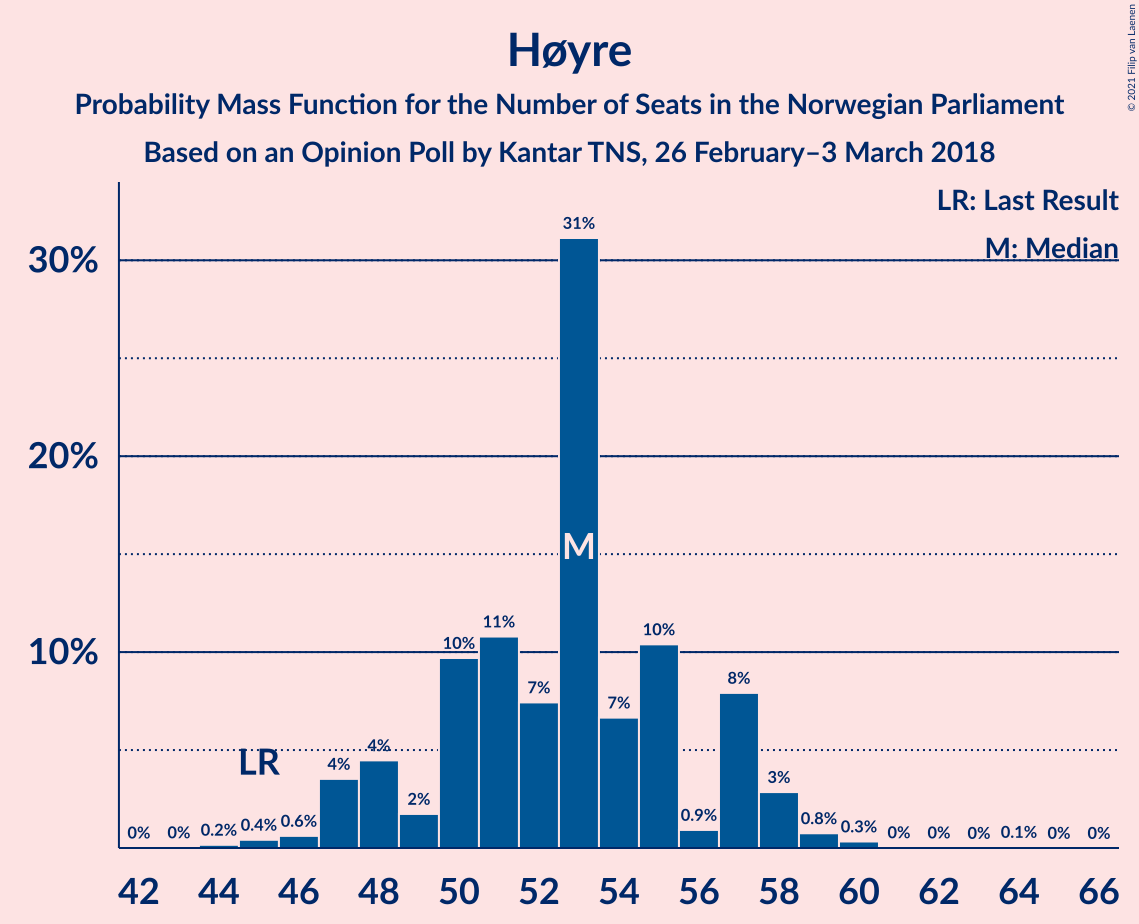 Høyre
Probability Mass Function for the Number of Seats in the Norwegian Parliament
Based on an Opinion Poll by Kantar TNS, 26 February–3 March 2018
© 2021 Filip van Laenen
LR: Last Result
M: Median
30%
20%
10%
0% 0% 0.2% 0.4% 0.6% 4% 4% 2% 10% 11% 7% 31% 7% 10% 0.9% 8% 3% 0.8% 0.3% 0% 0% 0% 0.1% 0% 0%
LR
M
42 44 46 48 50 52 54 56 58 60 62 64 66